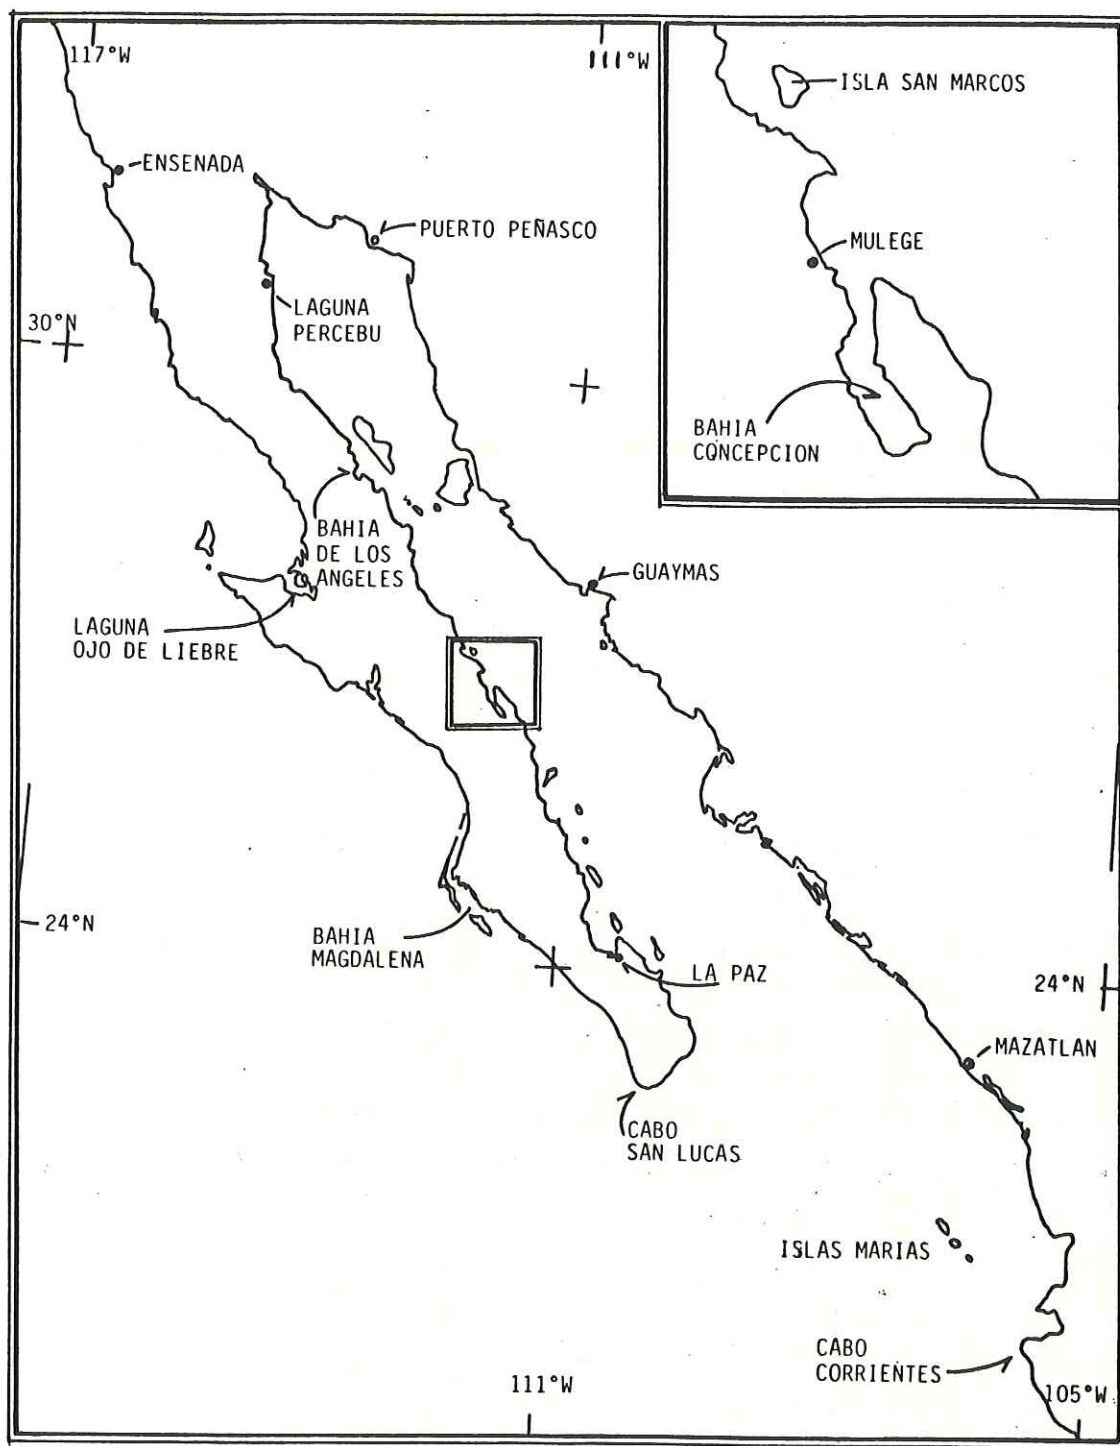 117°W
111°W
ISLA SAN MARCOS
ENSENADA
PUERTO PEÑASCO
MULEGE
LAGUNA
PERCEBU
30°N
BAHIA
CONCEPCION
BAHIA
DE LOS
ANGELES
GUAYMAS
LAGUNA
OJO DE LIEBRE
24°N
BAHIA
MAGDALENA
LA PAZ
24°N
MAZATLAN
CABO
SAN LUCAS
ISLAS MARIAS
CABO
CORRIENTES
111°W
105°W